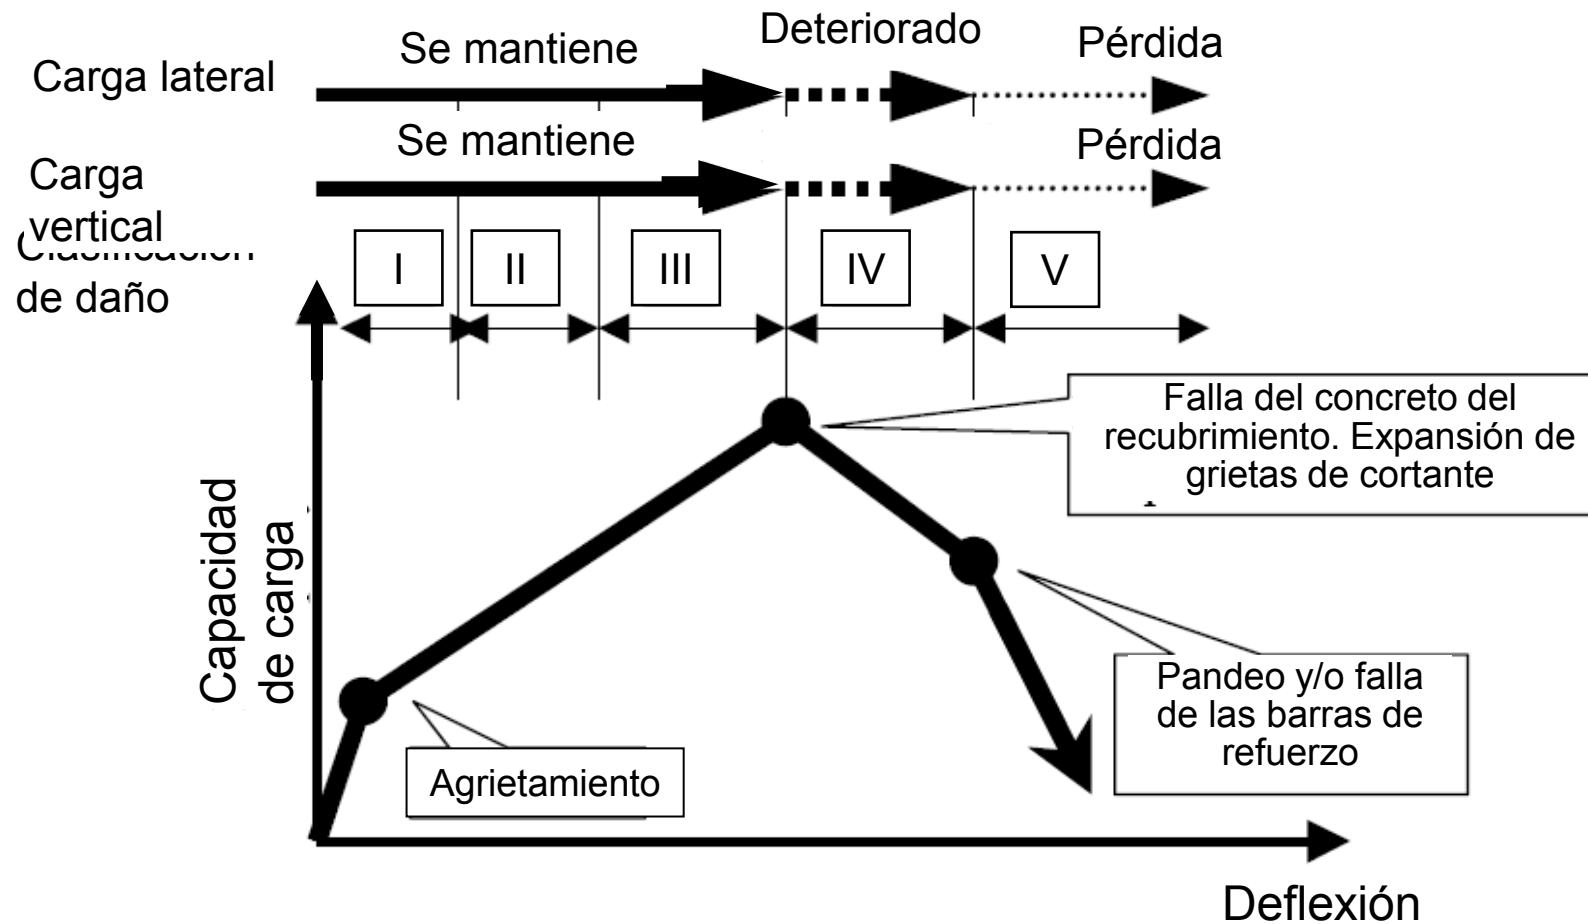 Deteriorado
Se mantiene
Pérdida
Carga lateral
Se mantiene
Pérdida
Carga
vertical
Clasificación
de daño
I
II
III
IV
V
Falla del concreto del
recubrimiento. Expansión de
grietas de cortante
Capacidad
de carga
Pandeo y/o falla
de las barras de
refuerzo
Agrietamiento
Deflexión